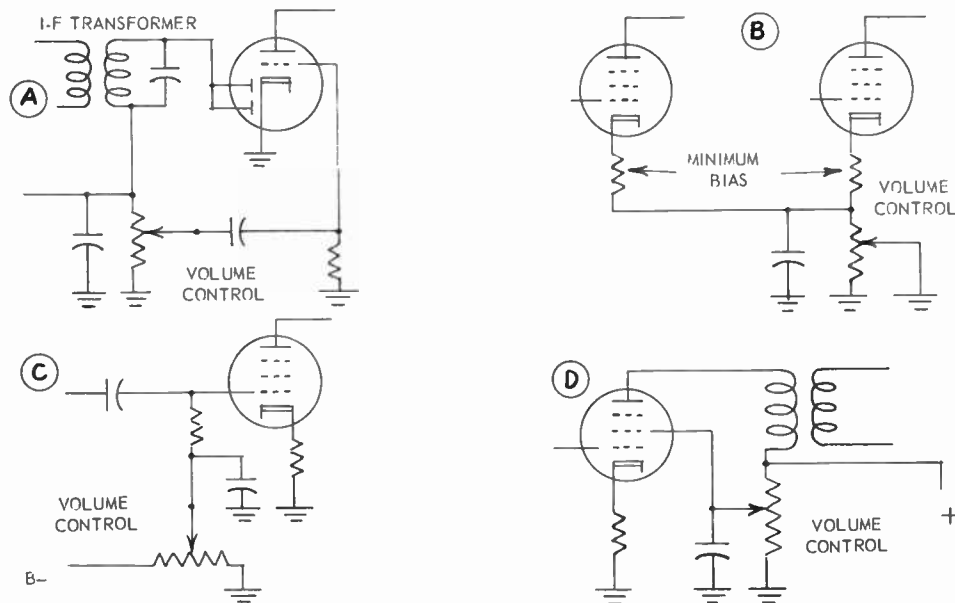 I-F TRANSFORMER
A
VOLUME
CONTROL
B
MINIMUM
BIAS
VOLUME
CONTROL
C
VOLUME
CONTROL
B-
D
VOLUME
CONTROL
+